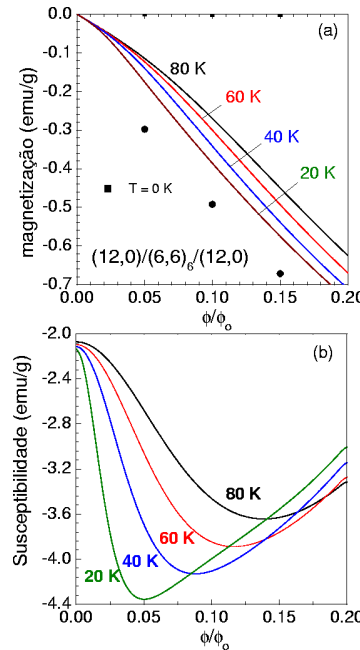 0.0
(a)
80 K
-0.1
60 K
-0.2
magnetização (emu/g)
40 K
-0.3
20 K
-0.4
T = 0 K
-0.5
-0.6
(12,0)/(6,6)6/(12,0)
-0.7
0.00 0.05 0.10 0.15 0.20
ϕ/ϕo
-2.0
(b)
-2.4
-2.8
Susceptibilidade (emu/g)
-3.2
-3.6
80 K
60 K
-4.0
40 K
20 K
-4.4
0.00 0.05 0.10 0.15 0.20
ϕ/ϕo